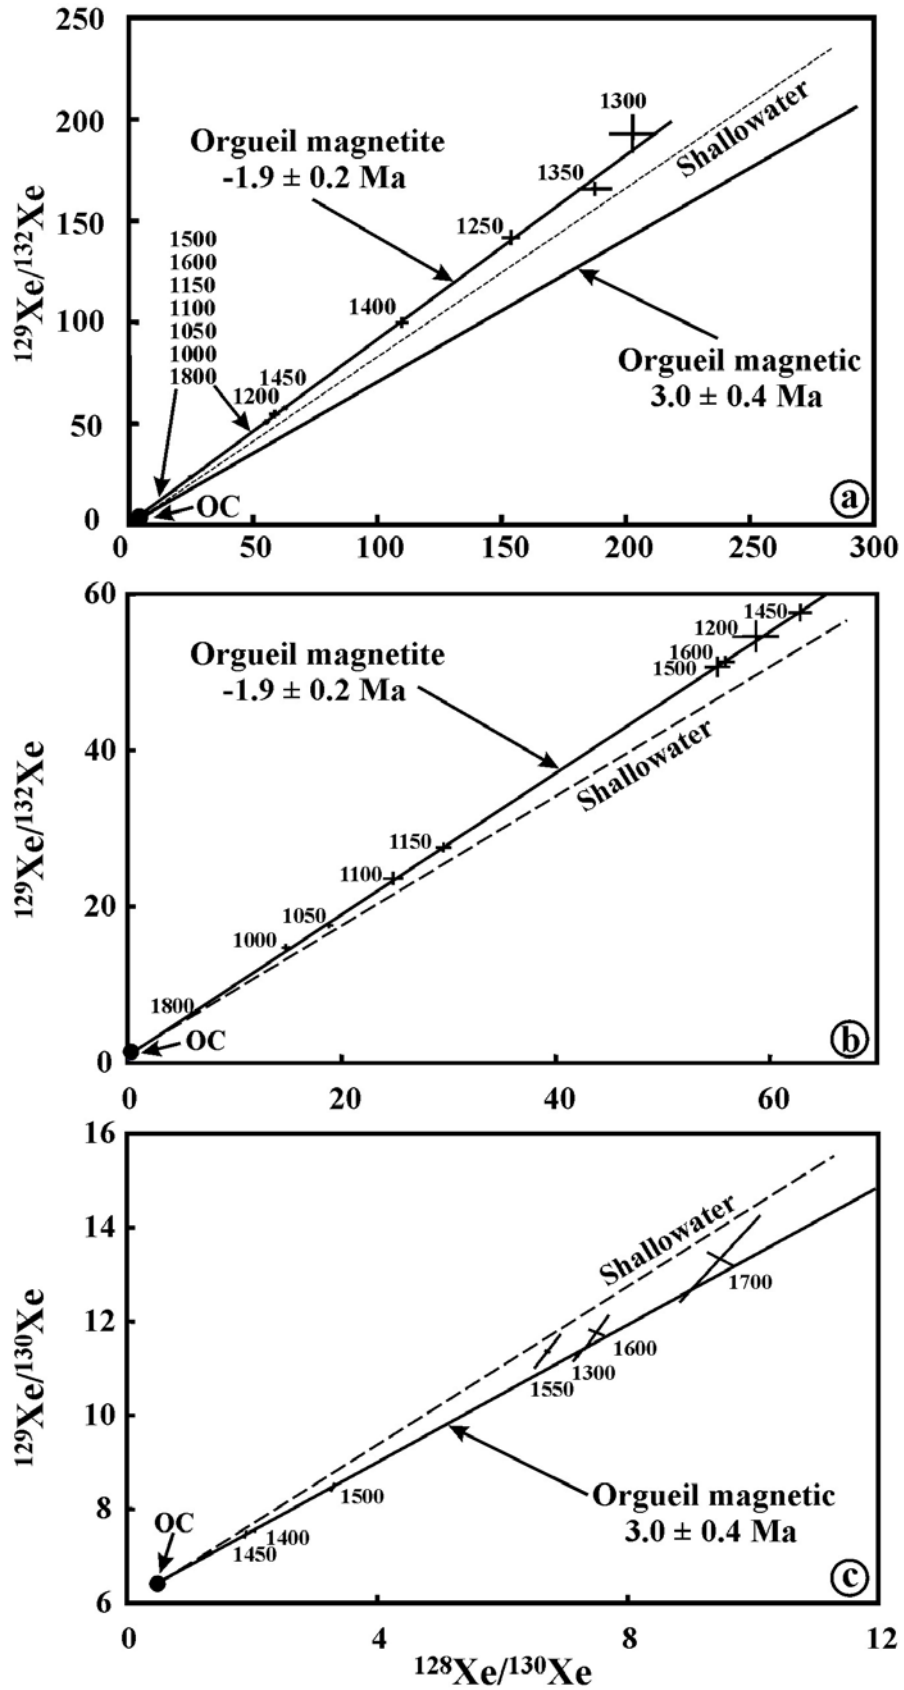 250
200
150
100
50
0
¹²⁹Xe/¹³²Xe
Orgueil magnetite
-1.9 ± 0.2 Ma
1300
1350
1250
1400
1450
1200
1500
1600
1150
1100
1050
1000
1800
Shallowater
Orgueil magnetic
3.0 ± 0.4 Ma
OC
a
0 50 100 150 200 250 300
60
40
20
0
¹²⁹Xe/¹³²Xe
Orgueil magnetite
-1.9 ± 0.2 Ma
1450
1200
1600
1500
Shallowater
1150
1100
1050
1000
1800
OC
b
0 20 40 60
16
14
12
10
8
6
¹²⁹Xe/¹³⁰Xe
Shallowater
1700
1600
1300
1550
1500
Orgueil magnetic
3.0 ± 0.4 Ma
OC
1400
1450
c
0 4 8 12
¹²⁸Xe/¹³⁰Xe